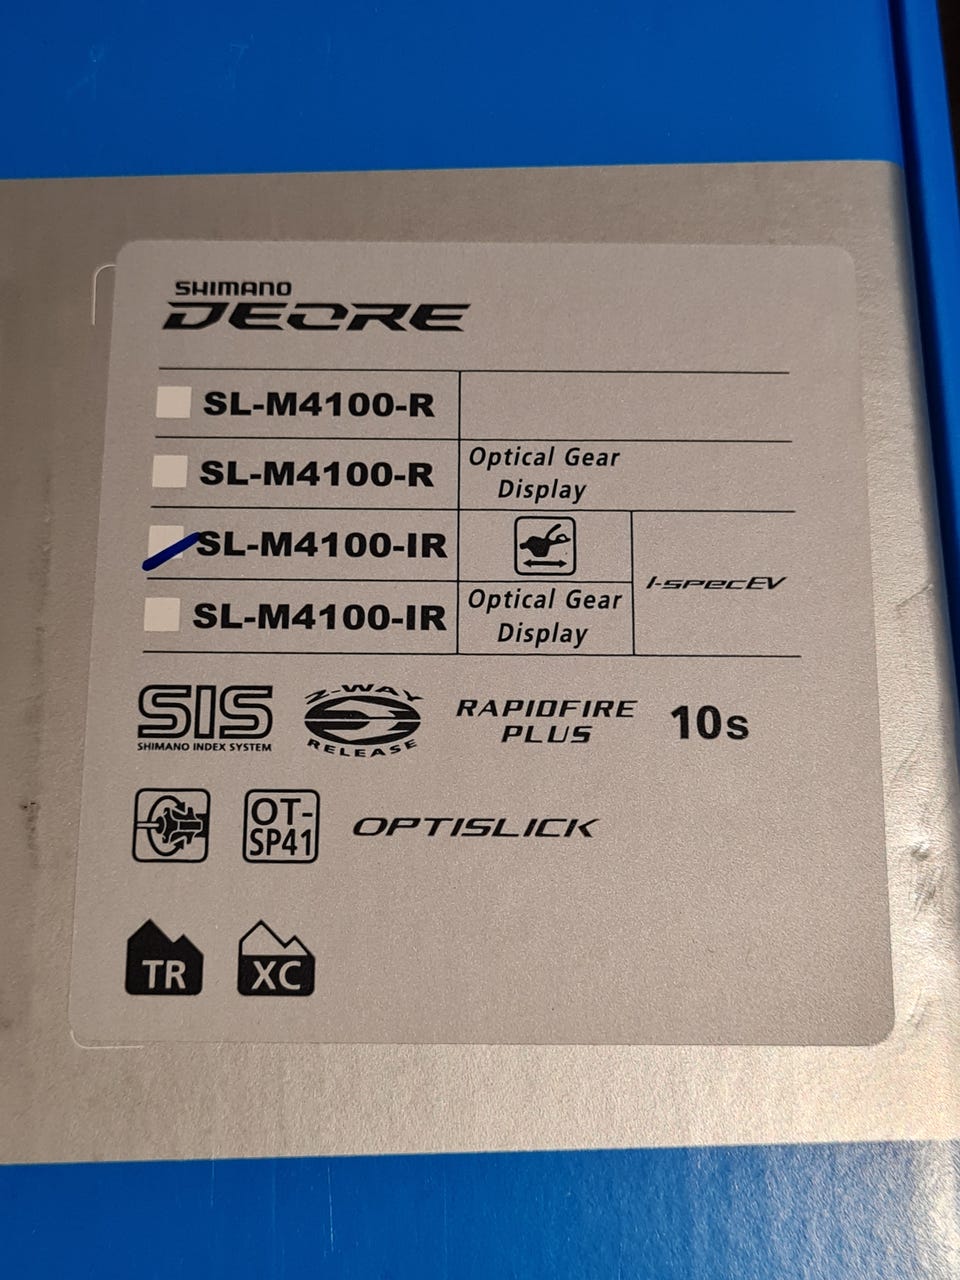 SHIMANO
DEORE
SL-M4100-R
SL-M4100-R Optical Gear
Display
SL-M4100-IR
I-SPEC EV
SL-M4100-IR Optical Gear
Display
SIS
SHIMANO INDEX SYSTEM
2-WAY
RELEASE
RAPIDFIRE
PLUS
10s
OT-
SP41
OPTISLICK
TR
XC